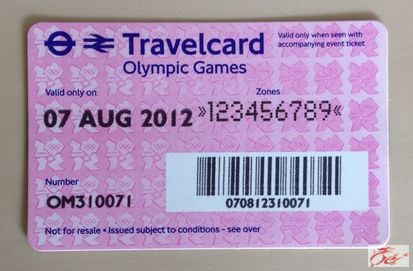 Travelcard
Olympic Games
Valid only when seen with
accompanying event ticket
Valid only on
Zones
07 AUG 2012 »123456789«
Number
OM310071
070812310071
Not for resale • Issued subject to conditions - see over